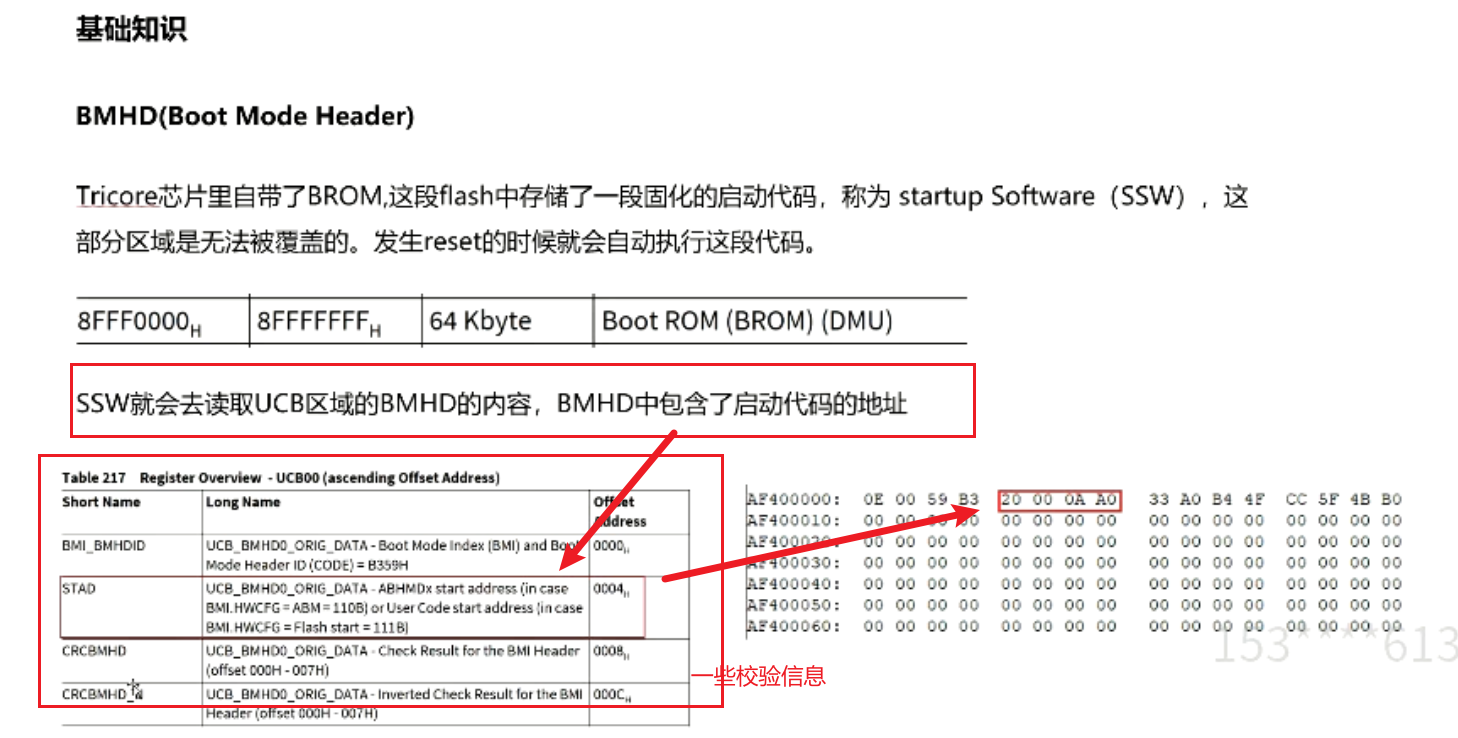 基础知识
BMHD(Boot Mode Header)
Tricore芯片里自带了BROM,这段flash中存储了一段固化的启动代码，称为 startup Software（SSW），这
部分区域是无法被覆盖的。发生reset的时候就会自动执行这段代码。
8FFF0000H 8FFFFFFFH 64 Kbyte Boot ROM (BROM) (DMU)
SSW就会去读取UCB区域的BMHD的内容，BMHD中包含了启动代码的地址
Table 217 Register Overview - UCB00 (ascending Offset Address)
Short Name Long Name Offset
Address
BMI_BMHDID UCB_BMHD0_ORIG_DATA - Boot Mode Index (BMI) and Boot 0000H
Mode Header ID (CODE) = B359H
STAD UCB_BMHD0_ORIG_DATA - ABHMDx start address (in case 0004H
BMI.HWCFG = ABM = 110B) or User Code start address (in case
BMI.HWCFG = Flash start = 111B)
CRCBMHD UCB_BMHD0_ORIG_DATA - Check Result for the BMI Header 0008H
(offset 000H - 007H)
CRCBMHD_N UCB_BMHD0_ORIG_DATA - Inverted Check Result for the BMI 000CH
Header (offset 000H - 007H)
一些校验信息
AF400000: 0E 00 59 B3 20 00 0A A0 33 A0 B4 4F CC 5F 4B B0
AF400010: 00 00 00 00 00 00 00 00 00 00 00 00 00 00 00 00
AF400020: 00 00 00 00 00 00 00 00 00 00 00 00 00 00 00 00
AF400030: 00 00 00 00 00 00 00 00 00 00 00 00 00 00 00 00
AF400040: 00 00 00 00 00 00 00 00 00 00 00 00 00 00 00 00
AF400050: 00 00 00 00 00 00 00 00 00 00 00 00 00 00 00 00
AF400060: 00 00 00 00 00 00 00 00 00 00 00 00 00 00 00 00
153****613